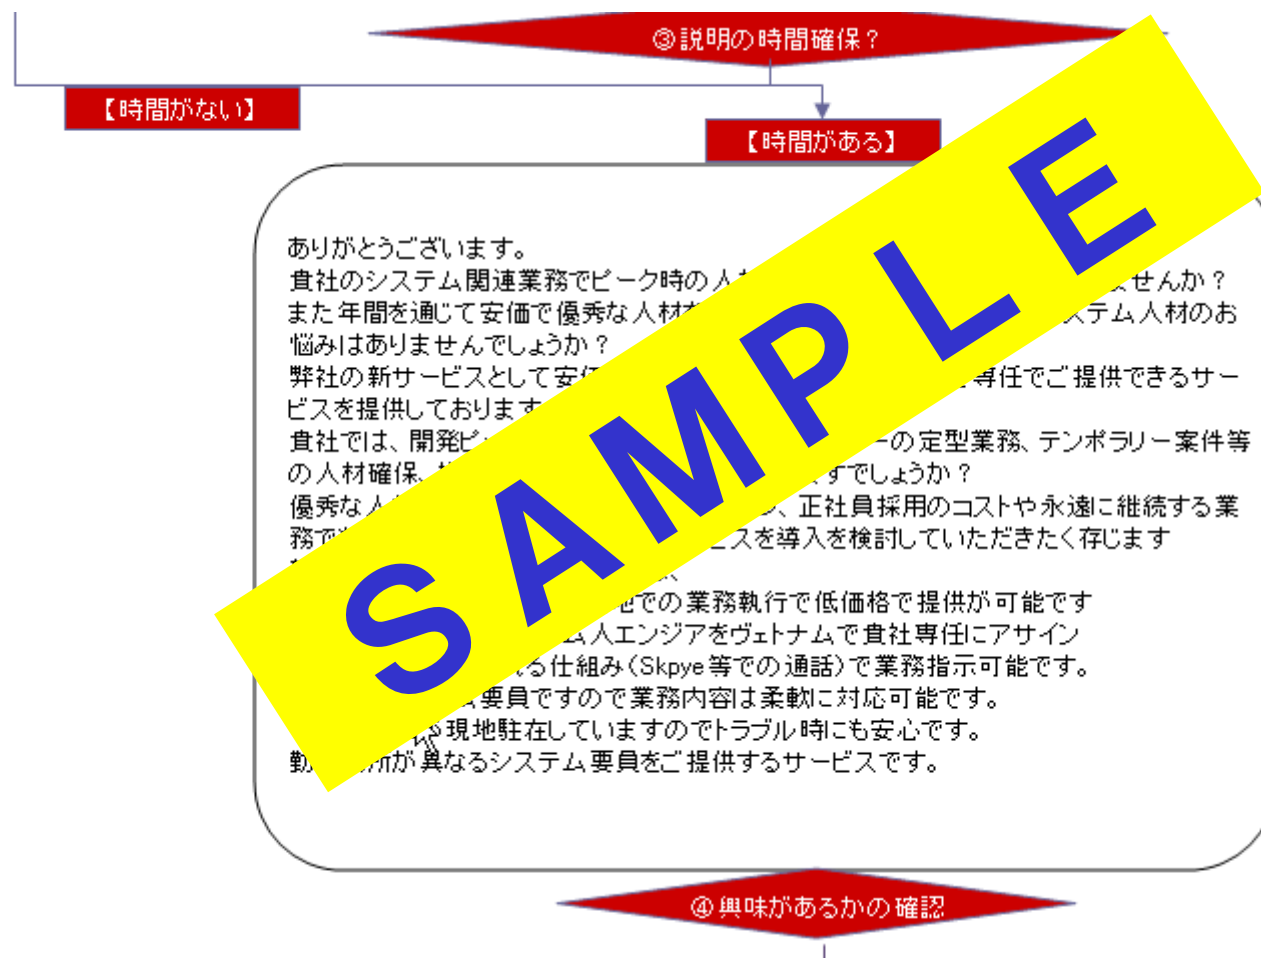 ③説明の時間確保？
【時間がない】
【時間がある】
ありがとうございます。
貴社のシステム関連業務でピーク時の人 せんか？
また年間を通じて安価で優秀な人材 ステム人材のお
悩みはありませんでしょうか？
弊社の新サービスとして安価 専任でご提供できるサー
ビスを提供しております
貴社では、開発ピ ーの定型業務、テンポラリー案件等
の人材確保、 すでしょうか？
優秀な人 、正社員採用のコストや永遠に継続する業
務で スを導入を検討していただきたく存じます
地での業務執行で低価格で提供が可能です
ム人エンジアをヴェトナムで貴社専任にアサイン
る仕組み（Skpye等での通話）で業務指示可能です。
要員ですので業務内容は柔軟に対応可能です。
現地駐在していますのでトラブル時にも安心です。
勤 所が異なるシステム要員をご提供するサービスです。
SAMPLE
④興味があるかの確認